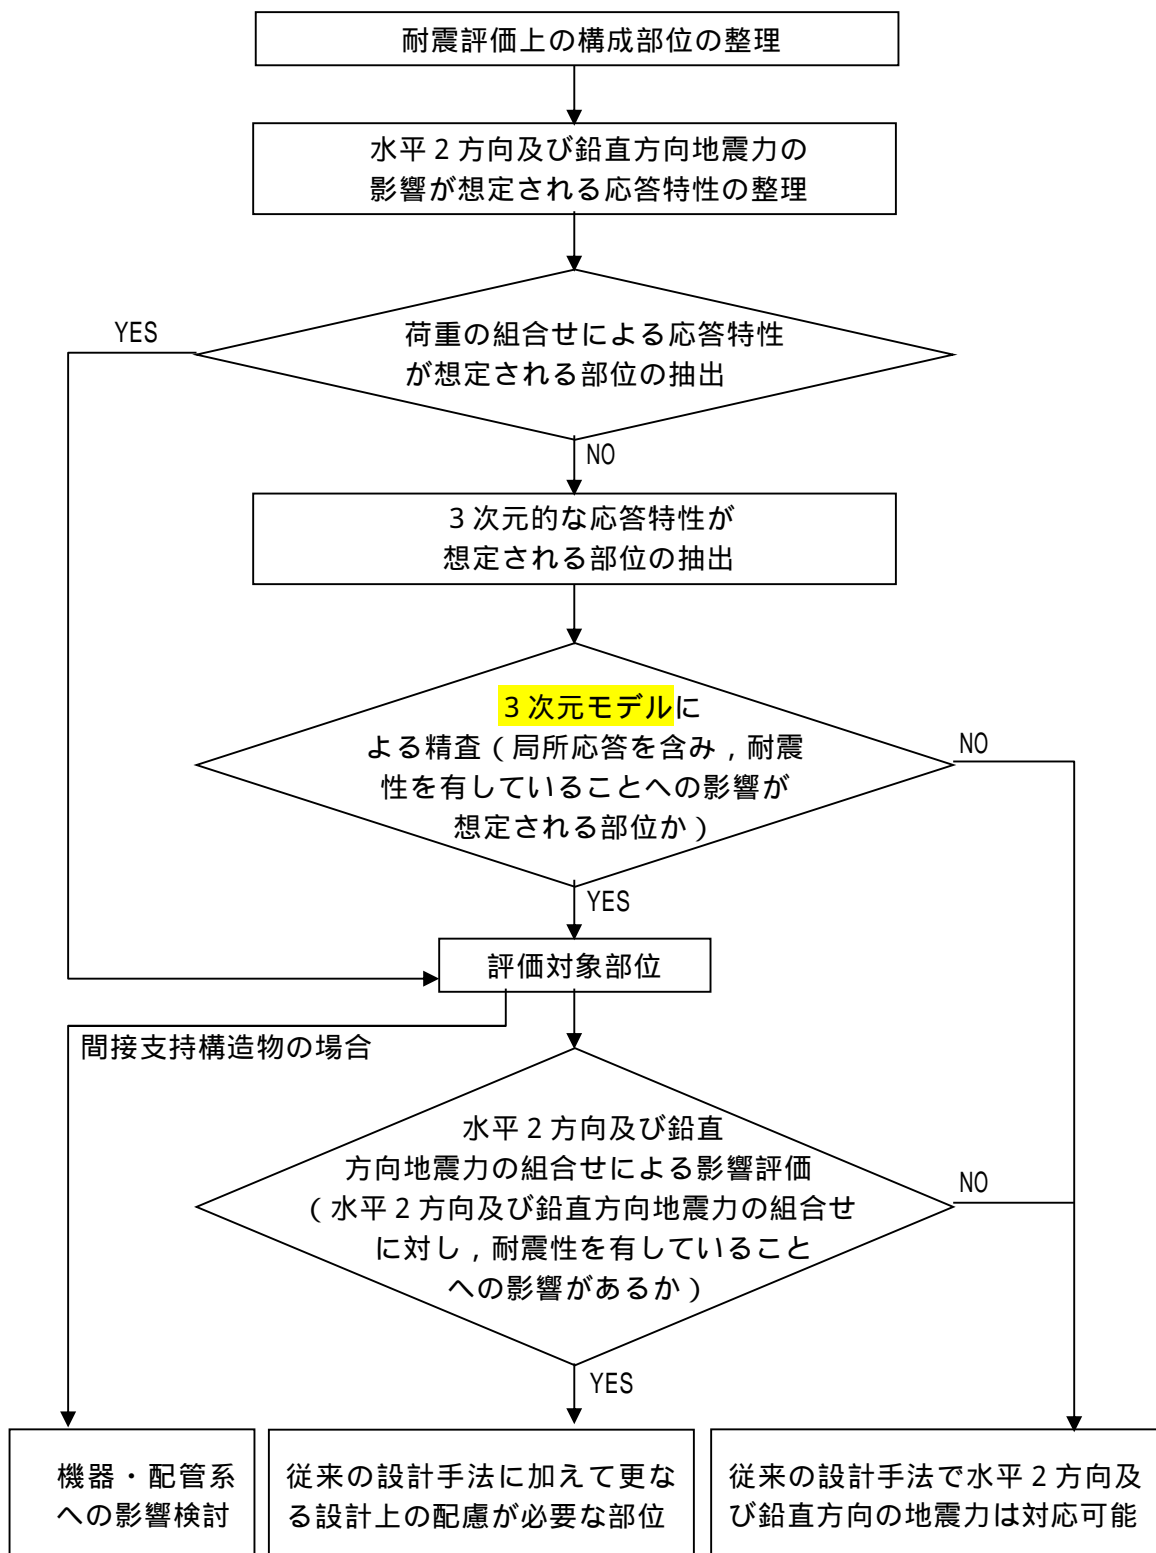 耐震評価上の構成部位の整理
水平２方向及び鉛直方向地震力の
影響が想定される応答特性の整理
YES
荷重の組合せによる応答特性
が想定される部位の抽出
NO
３次元的な応答特性が
想定される部位の抽出
３次元モデルに
よる精査（局所応答を含み，耐震
性を有していることへの影響が
想定される部位か）
NO
YES
評価対象部位
間接支持構造物の場合
水平２方向及び鉛直
方向地震力の組合せによる影響評価
（水平２方向及び鉛直方向地震力の組合せ
に対し，耐震性を有していること
への影響があるか）
NO
YES
機器・配管系
への影響検討
従来の設計手法に加えて更な
る設計上の配慮が必要な部位
従来の設計手法で水平２方向及
び鉛直方向の地震力は対応可能